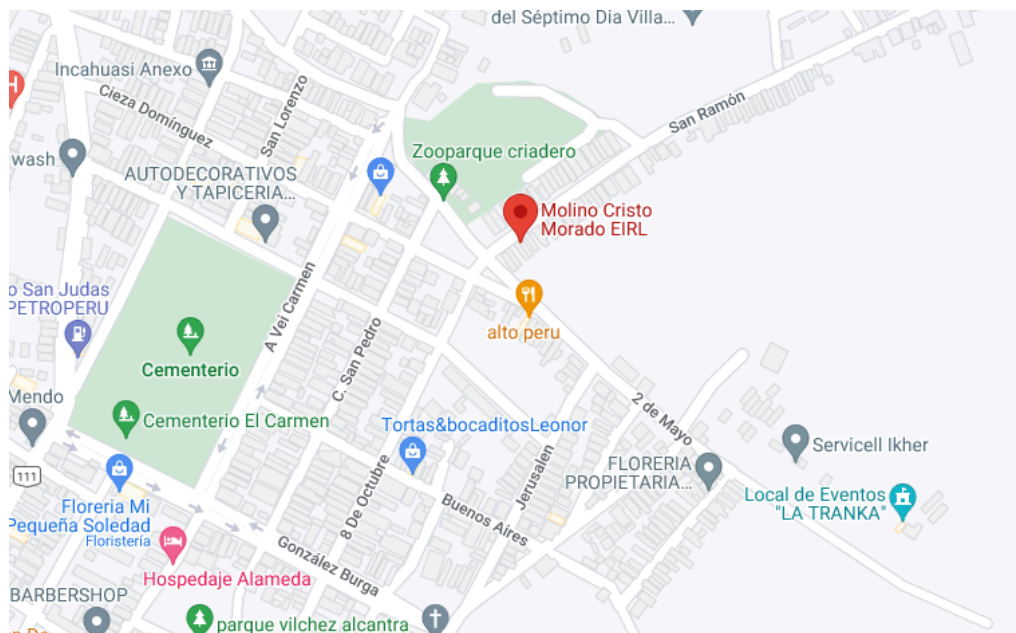 del Séptimo Dia Villa...
Incahuasi Anexo
Cieza Domínguez
San Lorenzo
San Ramón
wash
Zooparque criadero
AUTODECORATIVOS
Y TAPICERIA...
Molino Cristo
Morado EIRL
A Vei Carmen
o San Judas
PETROPERU
alto peru
C. San Pedro
Cementerio
Mendo
Cementerio El Carmen
Tortas&bocaditosLeonor
2 de Mayo
Servicell Ikher
FLORERIA
PROPIETARIA...
111
8 De Octubre
Jerusalen
Local de Eventos
"LA TRANKA"
Floreria Mi
Pequeña Soledad
Floristería
Buenos Aires
González Burga
Hospedaje Alameda
BARBERSHOP
parque vilchez alcantra